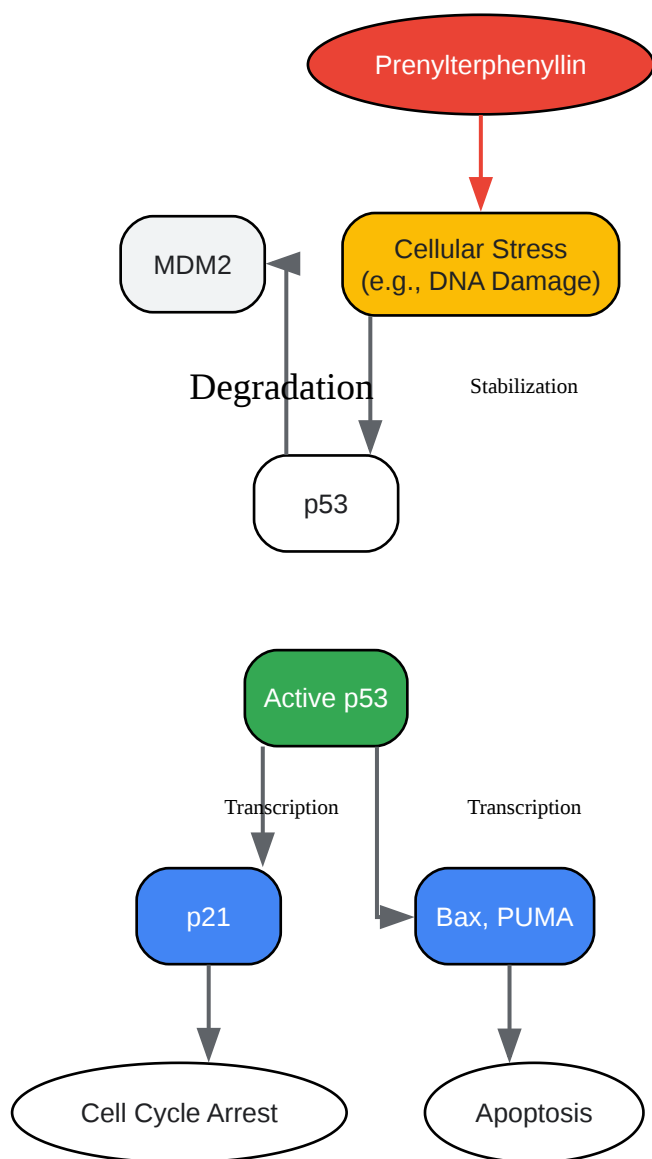 Prenylterphenyllin
MDM2
Cellular Stress
(e.g., DNA Damage)
Degradation
Stabilization
p53
Active p53
Transcription
Transcription
p21
Bax, PUMA
Cell Cycle Arrest
Apoptosis